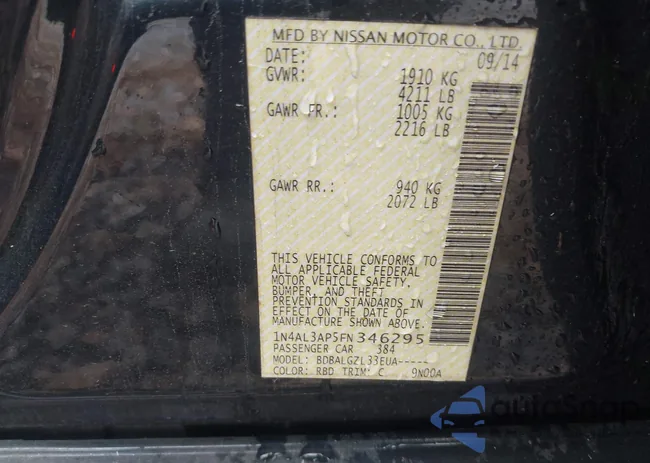 MFD BY NISSAN MOTOR CO., LTD.
DATE: 09/14
GVWR: 1910 KG
4211 LB
GAWR FR.: 1005 KG
2216 LB
GAWR RR.: 940 KG
2072 LB
THIS VEHICLE CONFORMS TO
ALL APPLICABLE FEDERAL
MOTOR VEHICLE SAFETY,
BUMPER, AND THEFT
PREVENTION STANDARDS IN
EFFECT ON THE DATE OF
MANUFACTURE SHOWN ABOVE.
1N4AL3AP5FN346295
PASSENGER CAR 384
MODEL: BDBALGZL33EUA-----
COLOR: RBD TRIM: C 9N00A
autoSnap